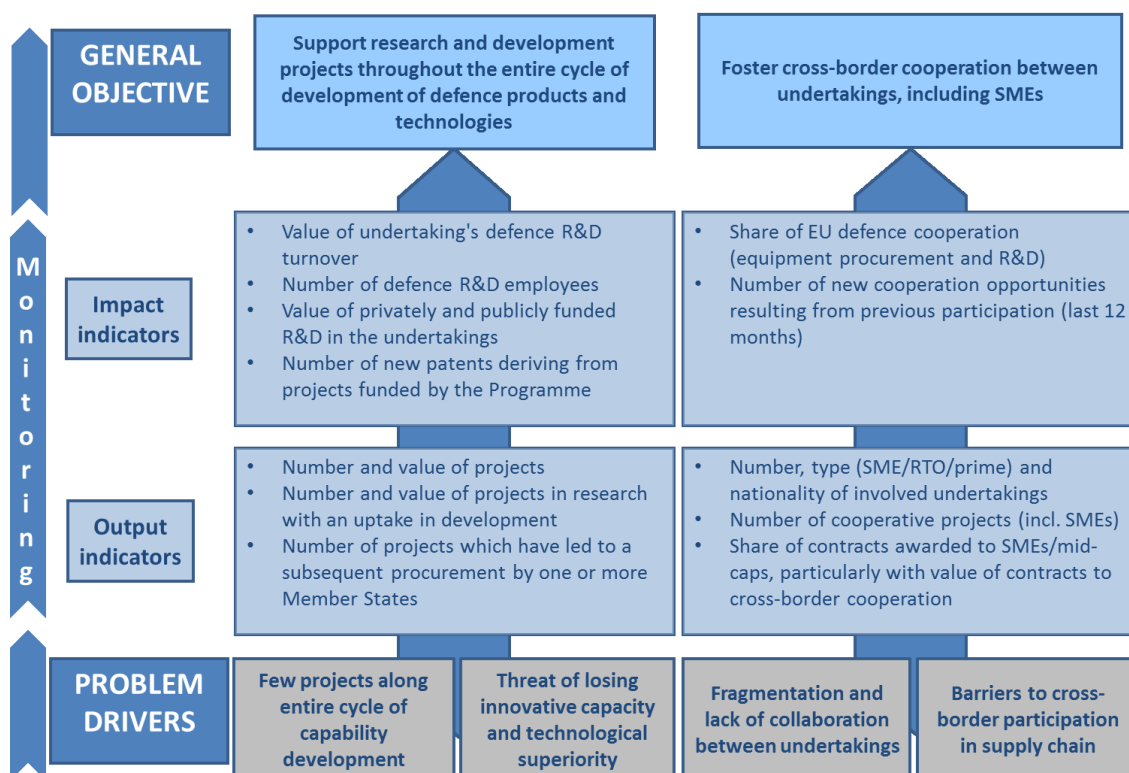 GENERAL
OBJECTIVE
Support research and development
projects throughout the entire cycle of
development of defence products and
technologies
Foster cross-border cooperation between
undertakings, including SMEs
Monitoring
Impact
indicators
• Value of undertaking's defence R&D
turnover
• Number of defence R&D employees
• Value of privately and publicly funded
R&D in the undertakings
• Number of new patents deriving from
projects funded by the Programme
• Share of EU defence cooperation
(equipment procurement and R&D)
• Number of new cooperation opportunities
resulting from previous participation (last 12
months)
Output
indicators
• Number and value of projects
• Number and value of projects in research
with an uptake in development
• Number of projects which have led to a
subsequent procurement by one or more
Member States
• Number, type (SME/RTO/prime) and
nationality of involved undertakings
• Number of cooperative projects (incl. SMEs)
• Share of contracts awarded to SMEs/mid-
caps, particularly with value of contracts to
cross-border cooperation
PROBLEM
DRIVERS
Few projects along
entire cycle of
capability
development
Threat of losing
innovative capacity
and technological
superiority
Fragmentation and
lack of collaboration
between undertakings
Barriers to cross-
border participation
in supply chain